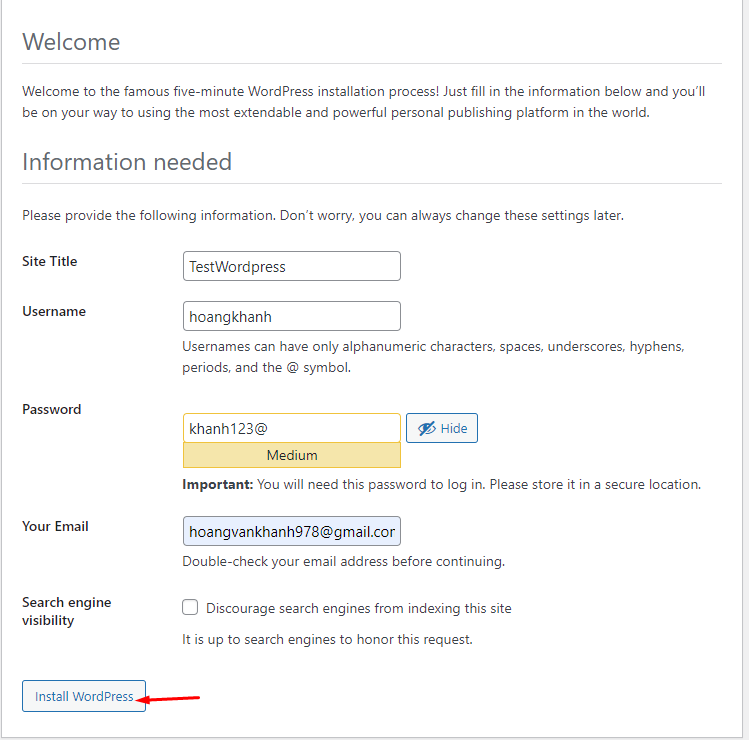 Welcome
Welcome to the famous five-minute WordPress installation process! Just fill in the information below and you’ll
be on your way to using the most extendable and powerful personal publishing platform in the world.
Information needed
Please provide the following information. Don’t worry, you can always change these settings later.
Site Title
TestWordpress
Username
hoangkhanh
Usernames can have only alphanumeric characters, spaces, underscores, hyphens,
periods, and the @ symbol.
Password
khanh123@
Hide
Medium
Important: You will need this password to log in. Please store it in a secure location.
Your Email
hoangvankhanh978@gmail.cor
Double-check your email address before continuing.
Search engine
visibility
Discourage search engines from indexing this site
It is up to search engines to honor this request.
Install WordPress